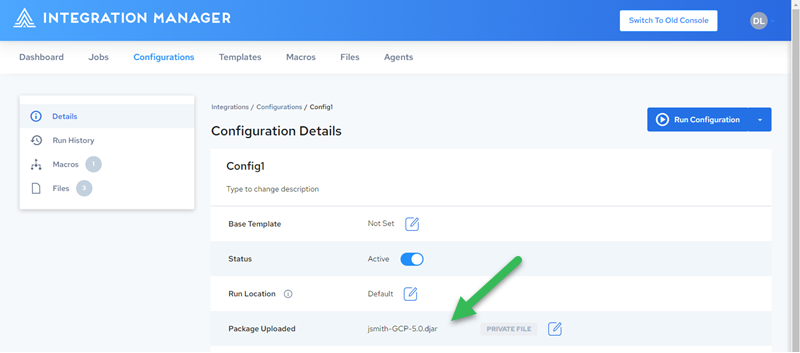 INTEGRATION MANAGER
Switch To Old Console
DL
Dashboard Jobs Configurations Templates Macros Files Agents
Details
Run History
Macros 1
Files 3
Integrations / Configurations / Config1
Configuration Details
Run Configuration
Config1
Type to change description
Base Template Not Set
Status Active
Run Location Default
Package Uploaded jsmith-GCP-5.0.djar PRIVATE FILE